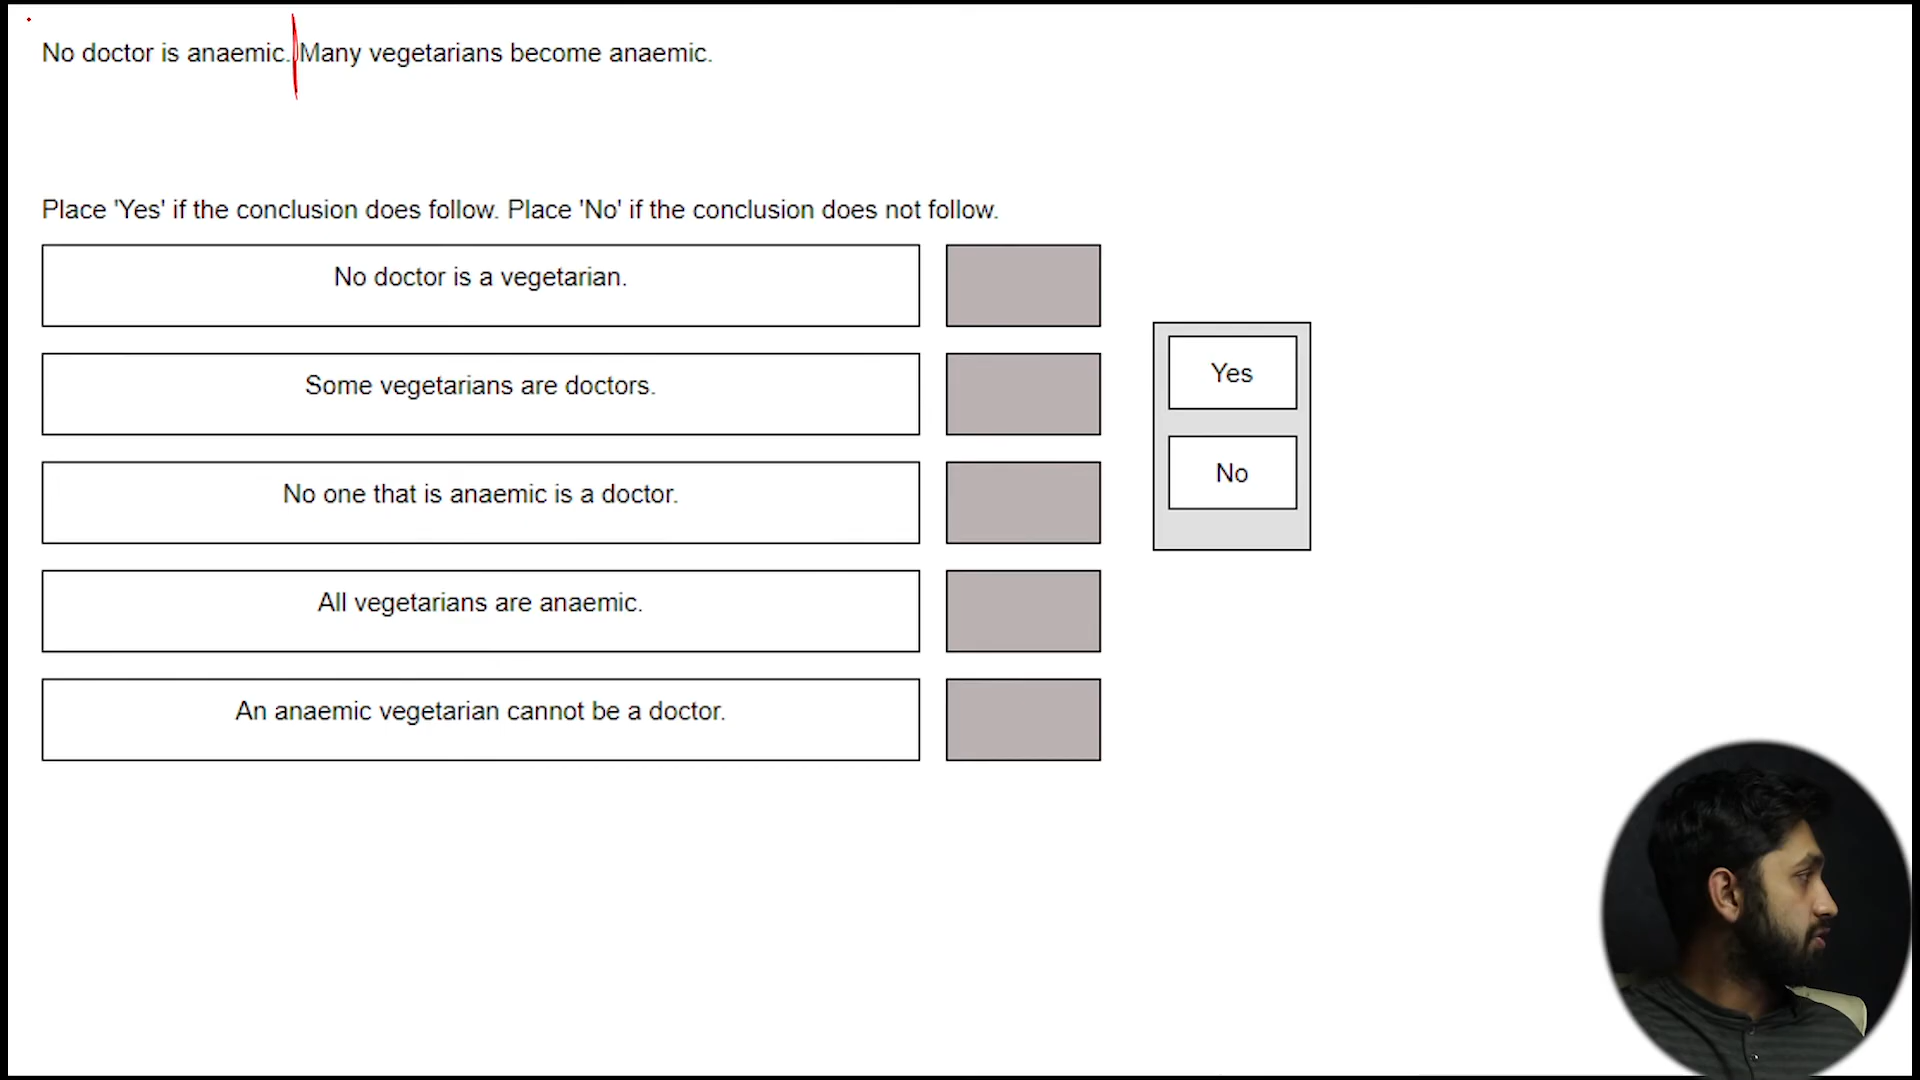 No doctor is anaemic. Many vegetarians become anaemic.
Place 'Yes' if the conclusion does follow. Place 'No' if the conclusion does not follow.
No doctor is a vegetarian.
Some vegetarians are doctors.
Yes
No one that is anaemic is a doctor.
No
All vegetarians are anaemic.
An anaemic vegetarian cannot be a doctor.